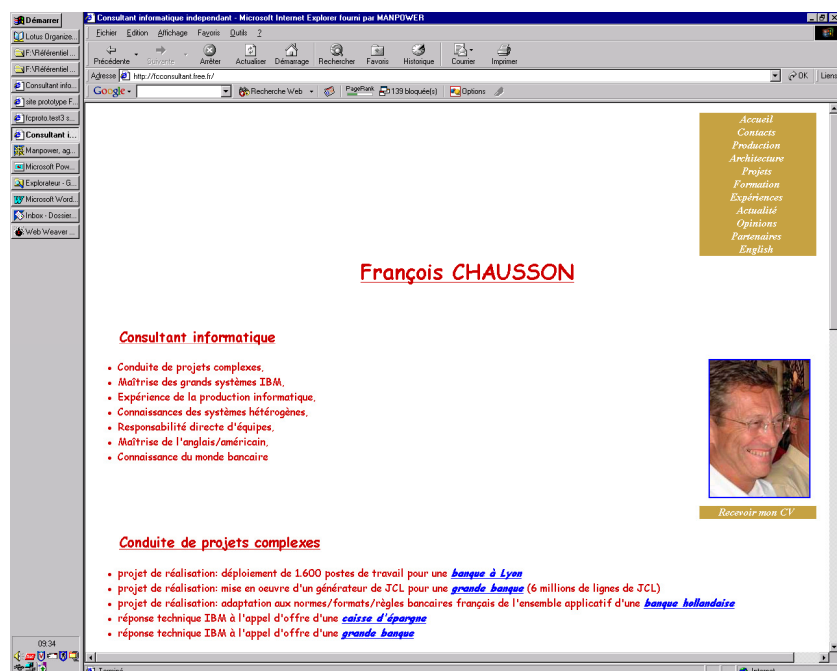 Démarrer
Lotus Organize...
F:\Référentiel ...
F:\Référentiel ...
Consultant info...
site prototype F...
fcproto.test3 s...
Consultant i...
Manpower, ag...
Microsoft Pow...
Explorateur - G...
Microsoft Word...
Inbox - Dossier...
Web Weaver ...
09:34
Consultant informatique independant - Microsoft Internet Explorer fourni par MANPOWER
Fichier Edition Affichage Favoris Outils ?
Précédente Suivante Arrêter Actualiser Démarrage Rechercher Favoris Historique Courrier Imprimer
Adresse http://fcconsultant.free.fr/ OK Liens
Google Recherche Web PageRank 139 bloquée(s) Options
Accueil
Contacts
Production
Architecture
Projets
Formation
Expériences
Actualité
Opinions
Partenaires
English
François CHAUSSON
Consultant informatique
Conduite de projets complexes,
Maîtrise des grands systèmes IBM,
Expérience de la production informatique,
Connaissances des systèmes hétérogènes,
Responsabilité directe d'équipes,
Maîtrise de l'anglais/américain,
Connaissance du monde bancaire
Recevoir mon CV
Conduite de projets complexes
projet de réalisation: déploiement de 1.600 postes de travail pour une banque à Lyon
projet de réalisation: mise en oeuvre d'un générateur de JCL pour une grande banque (6 millions de lignes de JCL)
projet de réalisation: adaptation aux normes/formats/règles bancaires français de l'ensemble applicatif d'une banque hollandaise
réponse technique IBM à l'appel d'offre d'une caisse d'épargne
réponse technique IBM à l'appel d'offre d'une grande banque
Terminé Internet